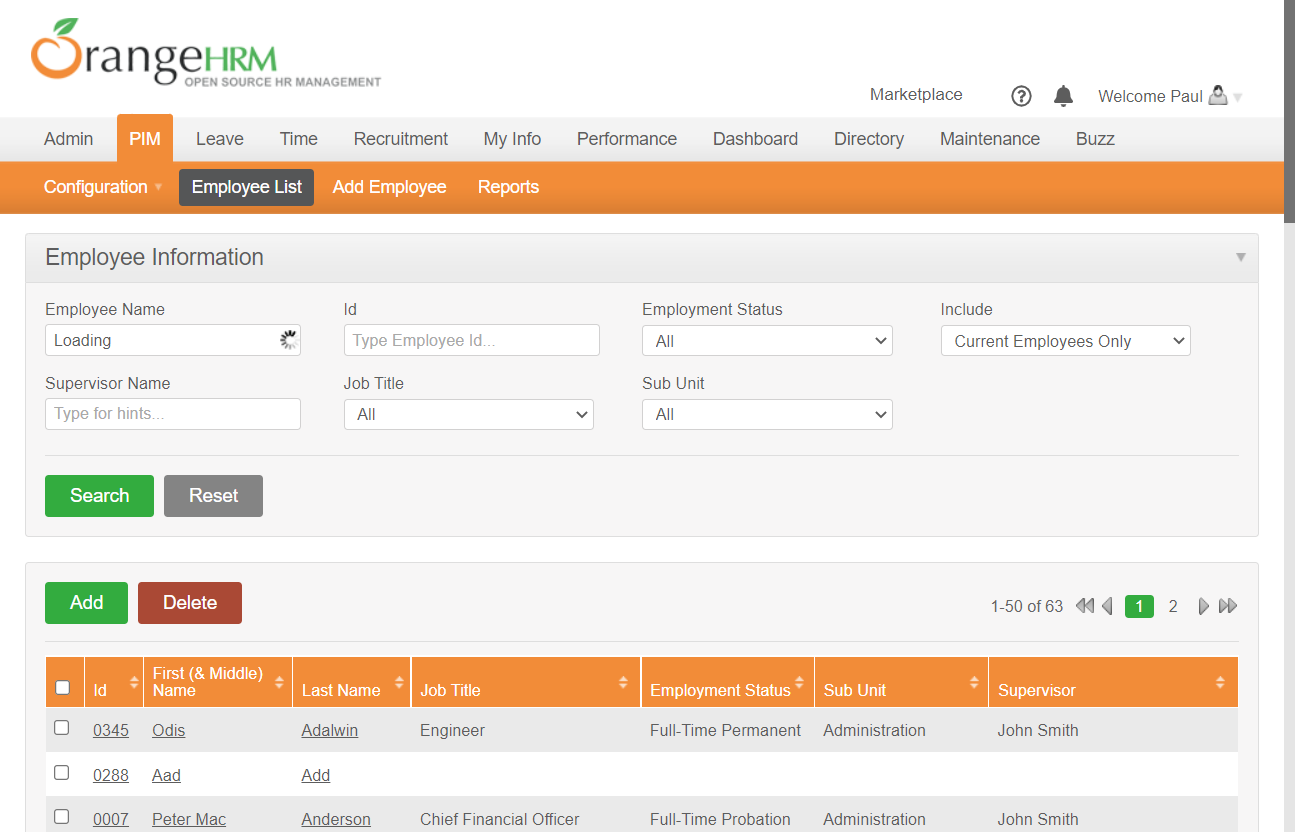 OrangeHRM
OPEN SOURCE HR MANAGEMENT
Marketplace
Welcome Paul
Admin PIM Leave Time Recruitment My Info Performance Dashboard Directory Maintenance Buzz
Configuration Employee List Add Employee Reports
Employee Information
Employee Name Id Employment Status Include
Loading Type Employee Id... All Current Employees Only
Supervisor Name Job Title Sub Unit
Type for hints... All All
Search Reset
Add Delete 1-50 of 63 1 2
Id First (& Middle) Name Last Name Job Title Employment Status Sub Unit Supervisor
0345 Odis Adalwin Engineer Full-Time Permanent Administration John Smith
0288 Aad Add
0007 Peter Mac Anderson Chief Financial Officer Full-Time Probation Administration John Smith